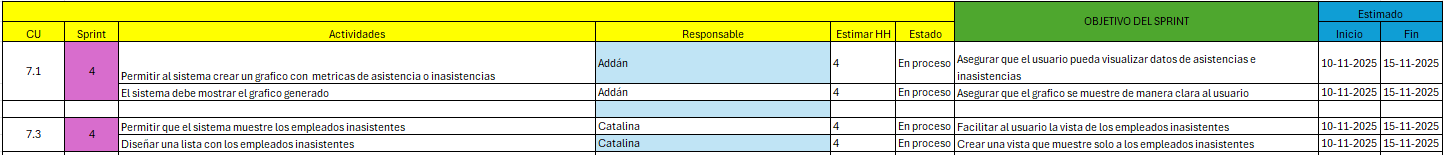 OBJETIVO DEL SPRINT Estimado
CU Sprint Actividades Responsable Estimar HH Estado Inicio Fin
7.1 4 Permitir al sistema crear un grafico con metricas de asistencia o inasistencias Addán 4 En proceso Asegurar que el usuario pueda visualizar datos de asistencias e
inasistencias 10-11-2025 15-11-2025
El sistema debe mostrar el grafico generado Addán 4 En proceso Asegurar que el grafico se muestre de manera clara al usuario 10-11-2025 15-11-2025
7.3 4 Permitir que el sistema muestre los empleados inasistentes Catalina 4 En proceso Facilitar al usuario la vista de los empleados inasistentes 10-11-2025 15-11-2025
Diseñar una lista con los empleados inasistentes Catalina 4 En proceso Crear una vista que muestre solo a los empleados inasistentes 10-11-2025 15-11-2025